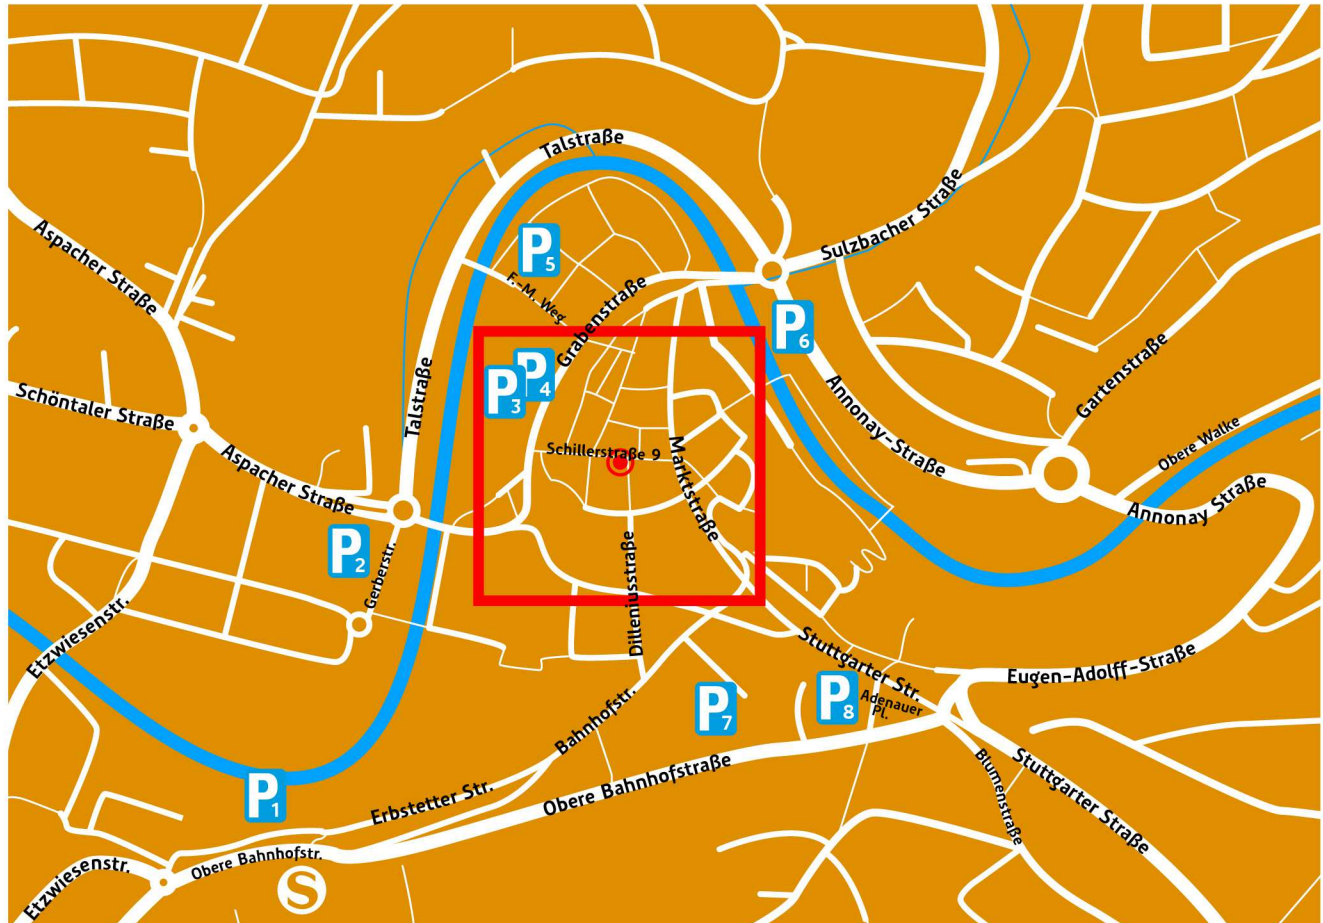 Talstraße
Sulzbacher Straße
Aspacher Straße
P5
F.-M. Weg
Grabenstraße
P6
Talstraße
P4
P3
Gartenstraße
Schöntaler Straße
Annonay-Straße
Schillerstraße 9
Marktstraße
Obere Walke
Aspacher Straße
Annonay Straße
P2
Gerberstr.
Dilleniusstraße
Etzwiesenstr.
Stuttgarter Str.
Eugen-Adolff-Straße
P7
P8
Adenauer
Pl.
Bahnhofstr.
Obere Bahnhofstraße
Stuttgarter Straße
Blumenstraße
P1
Erbstetter Str.
Obere Bahnhofstr.
Etzwiesenstr.
S